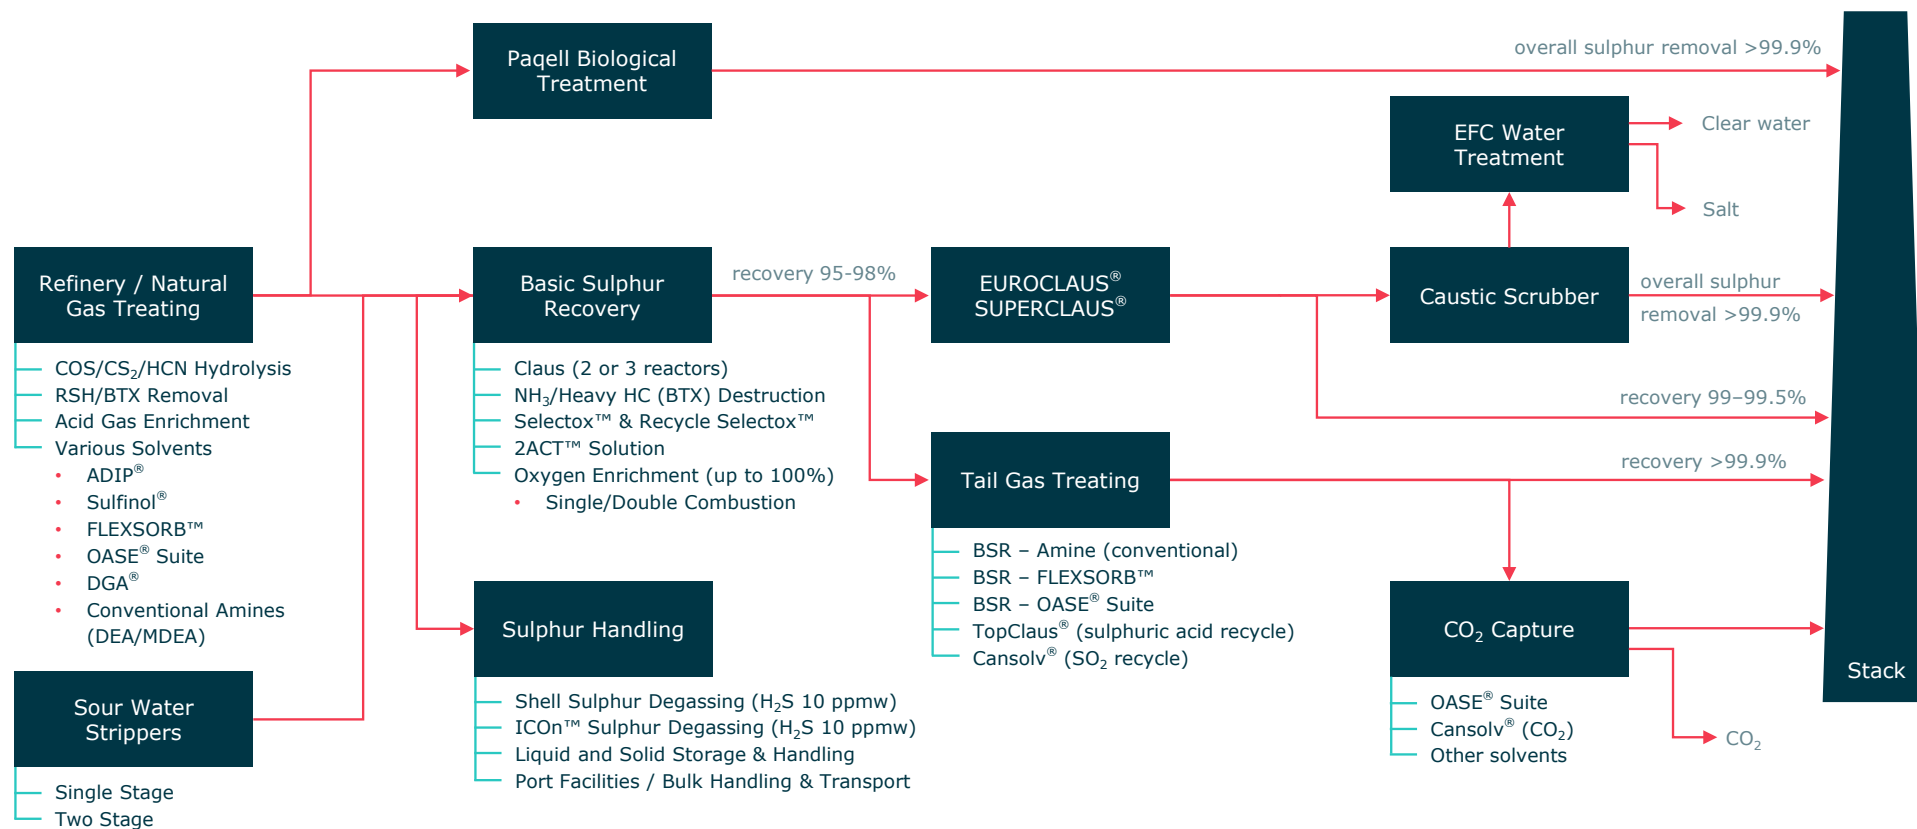 Paqell Biological
Treatment
overall sulphur removal >99.9%
EFC Water
Treatment
Clear water
Salt
Refinery / Natural
Gas Treating
COS/CS₂/HCN Hydrolysis
RSH/BTX Removal
Acid Gas Enrichment
Various Solvents
• ADIP®
• Sulfinol®
• FLEXSORB™
• OASE® Suite
• DGA®
• Conventional Amines
(DEA/MDEA)
Sour Water
Strippers
Single Stage
Two Stage
Basic Sulphur
Recovery
recovery 95-98%
Claus (2 or 3 reactors)
NH₃/Heavy HC (BTX) Destruction
Selectox™ & Recycle Selectox™
2ACT™ Solution
Oxygen Enrichment (up to 100%)
• Single/Double Combustion
Sulphur Handling
Shell Sulphur Degassing (H₂S 10 ppmw)
ICOn™ Sulphur Degassing (H₂S 10 ppmw)
Liquid and Solid Storage & Handling
Port Facilities / Bulk Handling & Transport
EUROCLAUS®
SUPERCLAUS®
Caustic Scrubber
overall sulphur
removal >99.9%
recovery 99–99.5%
Tail Gas Treating
recovery >99.9%
BSR – Amine (conventional)
BSR – FLEXSORB™
BSR – OASE® Suite
TopClaus® (sulphuric acid recycle)
Cansolv® (SO₂ recycle)
CO₂ Capture
OASE® Suite
Cansolv® (CO₂)
Other solvents
CO₂
Stack